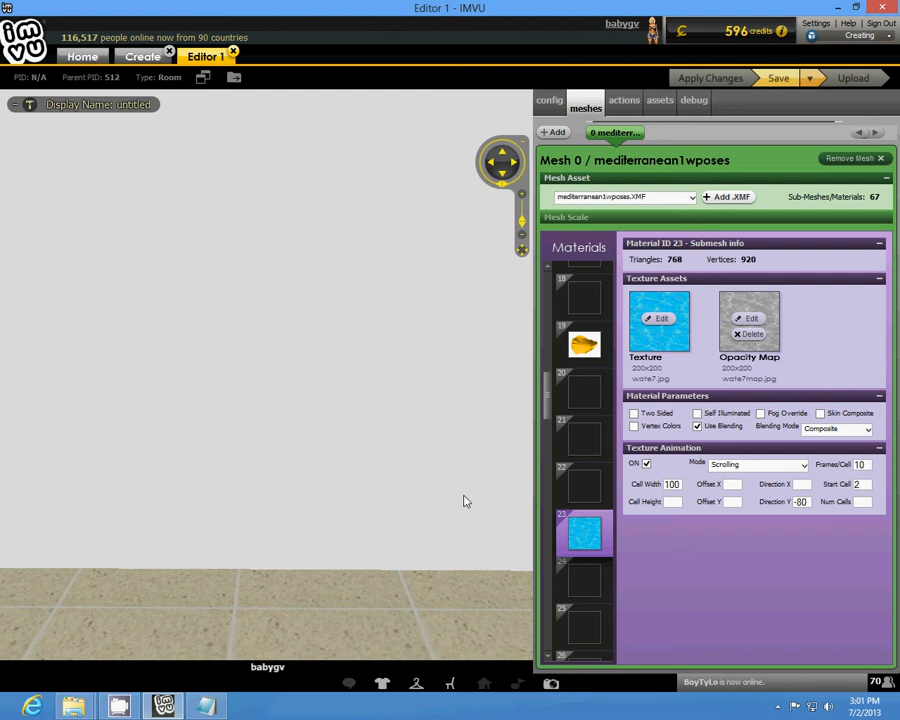 Editor 1 - IMVU
imvu
116,517 people online now from 90 countries
babygv
596 credits
Settings Help Sign Out
Creating
Home
Create
Editor 1
PID: N/A Parent PID: 512 Type: Room
Apply Changes Save Upload
Display Name: untitled
config meshes actions assets debug
+ Add
0 mediterr...
Mesh 0 / mediterranean1wposes
Remove Mesh
Mesh Asset
mediterranean1wposes.XMF
+ Add .XMF
Sub-Meshes/Materials: 67
Mesh Scale
Materials
Material ID 23 - Submesh info
Triangles: 768 Vertices: 920
Texture Assets
18
19
20
21
22
23
24
25
26
Edit
Edit
Delete
Texture
200x200
wate7.jpg
Opacity Map
200x200
wate7map.jpg
Material Parameters
Two Sided Self Illuminated Fog Override Skin Composite
Vertex Colors Use Blending Blending Mode Composite
Texture Animation
ON Mode Scrolling Frames/Cell 10
Cell Width 100 Offset X Direction X Start Cell 2
Cell Height Offset Y Direction Y -80 Num Cells
babygv
BoyTyLo is now online.
70
3:01 PM
7/2/2013